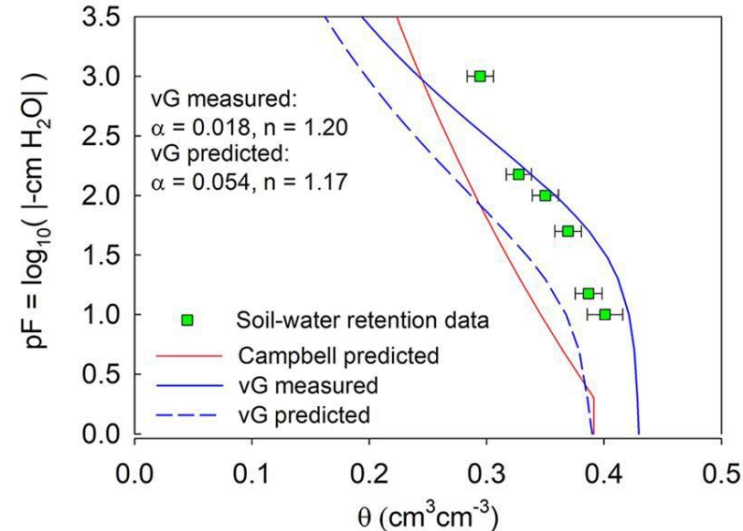 3.5
3.0
2.5
2.0
1.5
1.0
0.5
0.0
pF = log₁₀( |-cm H₂O| )
vG measured:
α = 0.018, n = 1.20
vG predicted:
α = 0.054, n = 1.17
Soil-water retention data
Campbell predicted
vG measured
vG predicted
0.0 0.1 0.2 0.3 0.4 0.5
θ (cm³cm⁻³)